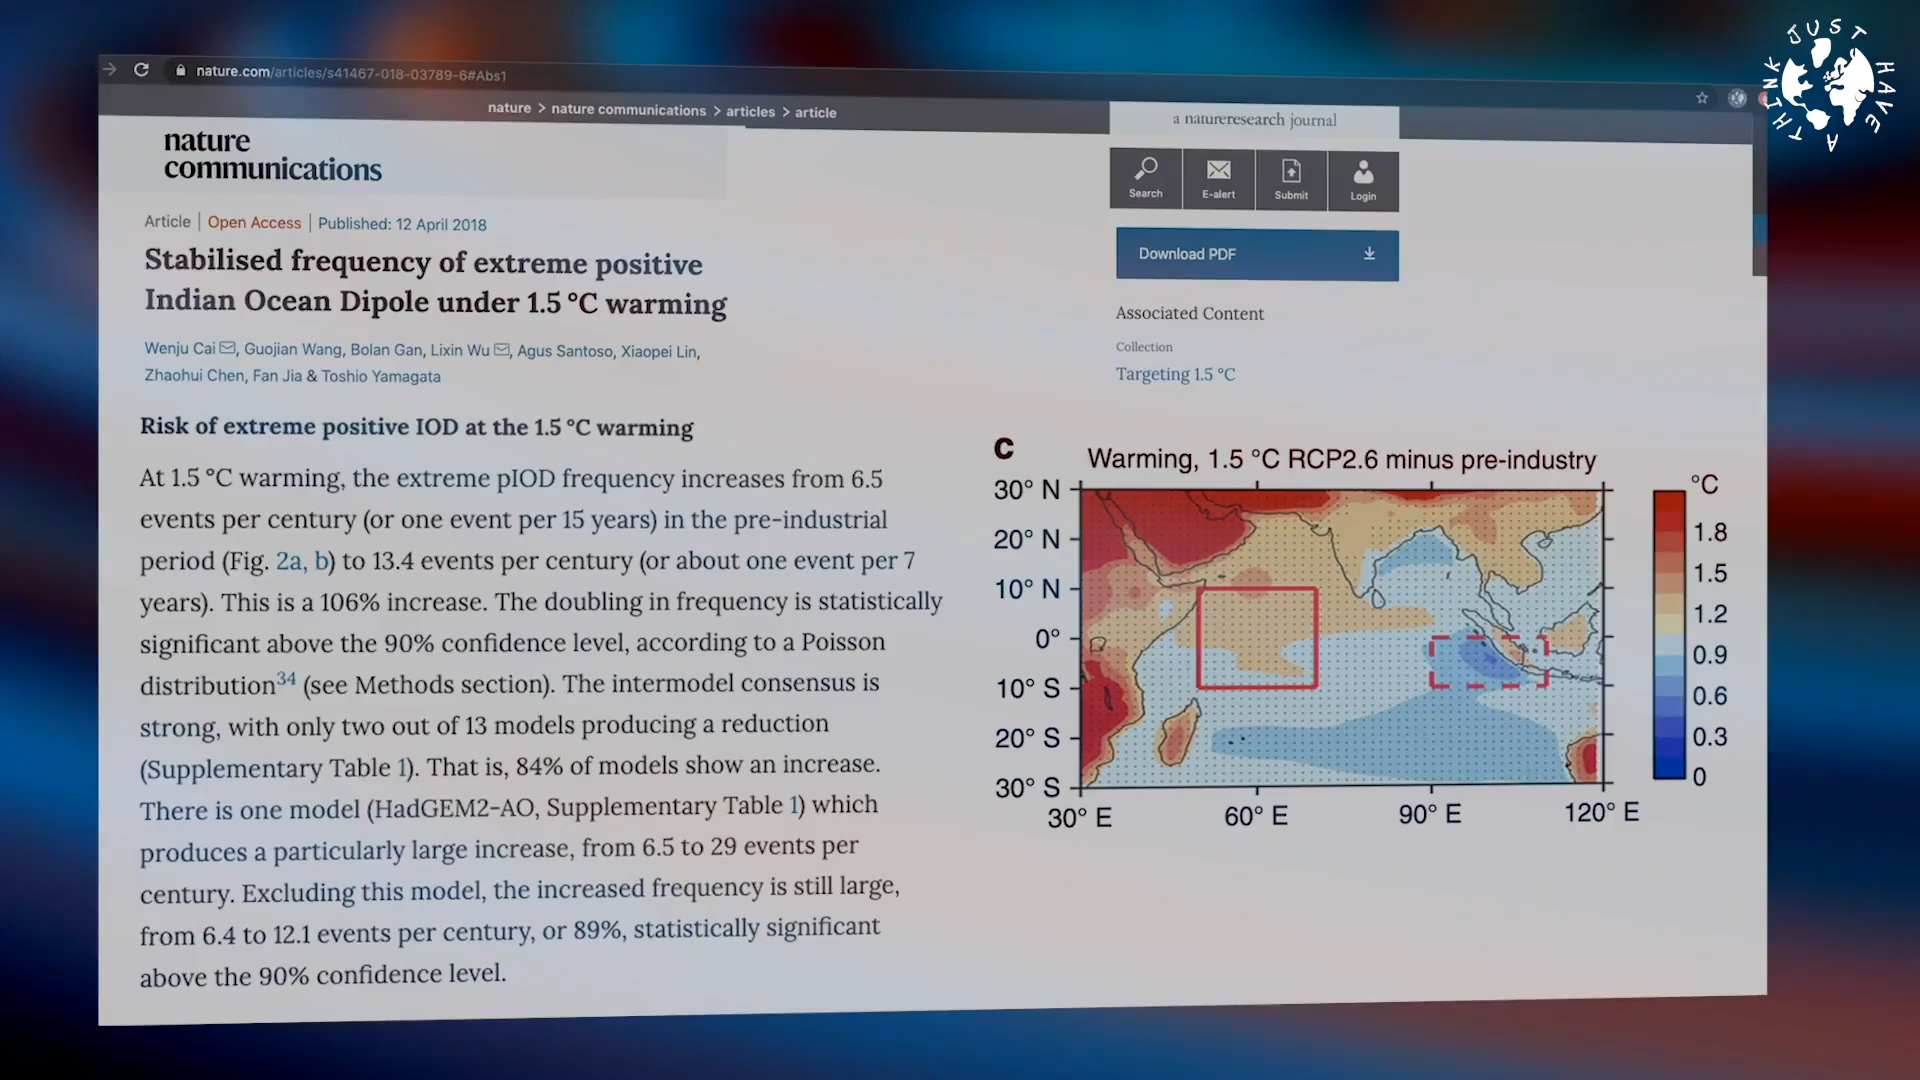 JUST HAVE A THINK
nature.com/articles/s41467-018-03789-6#Abs1
nature > nature communications > articles > article
a natureresearch journal
nature
communications
Search
E-alert
Submit
Login
Article | Open Access | Published: 12 April 2018
Download PDF
Stabilised frequency of extreme positive
Indian Ocean Dipole under 1.5 °C warming
Associated Content
Wenju Cai, Guojian Wang, Bolan Gan, Lixin Wu, Agus Santoso, Xiaopei Lin,
Zhaohui Chen, Fan Jia & Toshio Yamagata
Collection
Targeting 1.5 °C
Risk of extreme positive IOD at the 1.5 °C warming
At 1.5 °C warming, the extreme pIOD frequency increases from 6.5
events per century (or one event per 15 years) in the pre-industrial
period (Fig. 2a, b) to 13.4 events per century (or about one event per 7
years). This is a 106% increase. The doubling in frequency is statistically
significant above the 90% confidence level, according to a Poisson
distribution34 (see Methods section). The intermodel consensus is
strong, with only two out of 13 models producing a reduction
(Supplementary Table 1). That is, 84% of models show an increase.
There is one model (HadGEM2-AO, Supplementary Table 1) which
produces a particularly large increase, from 6.5 to 29 events per
century. Excluding this model, the increased frequency is still large,
from 6.4 to 12.1 events per century, or 89%, statistically significant
above the 90% confidence level.
c
Warming, 1.5 °C RCP2.6 minus pre-industry
30° N
20° N
10° N
0°
10° S
20° S
30° S
30° E
60° E
90° E
120° E
°C
1.8
1.5
1.2
0.9
0.6
0.3
0